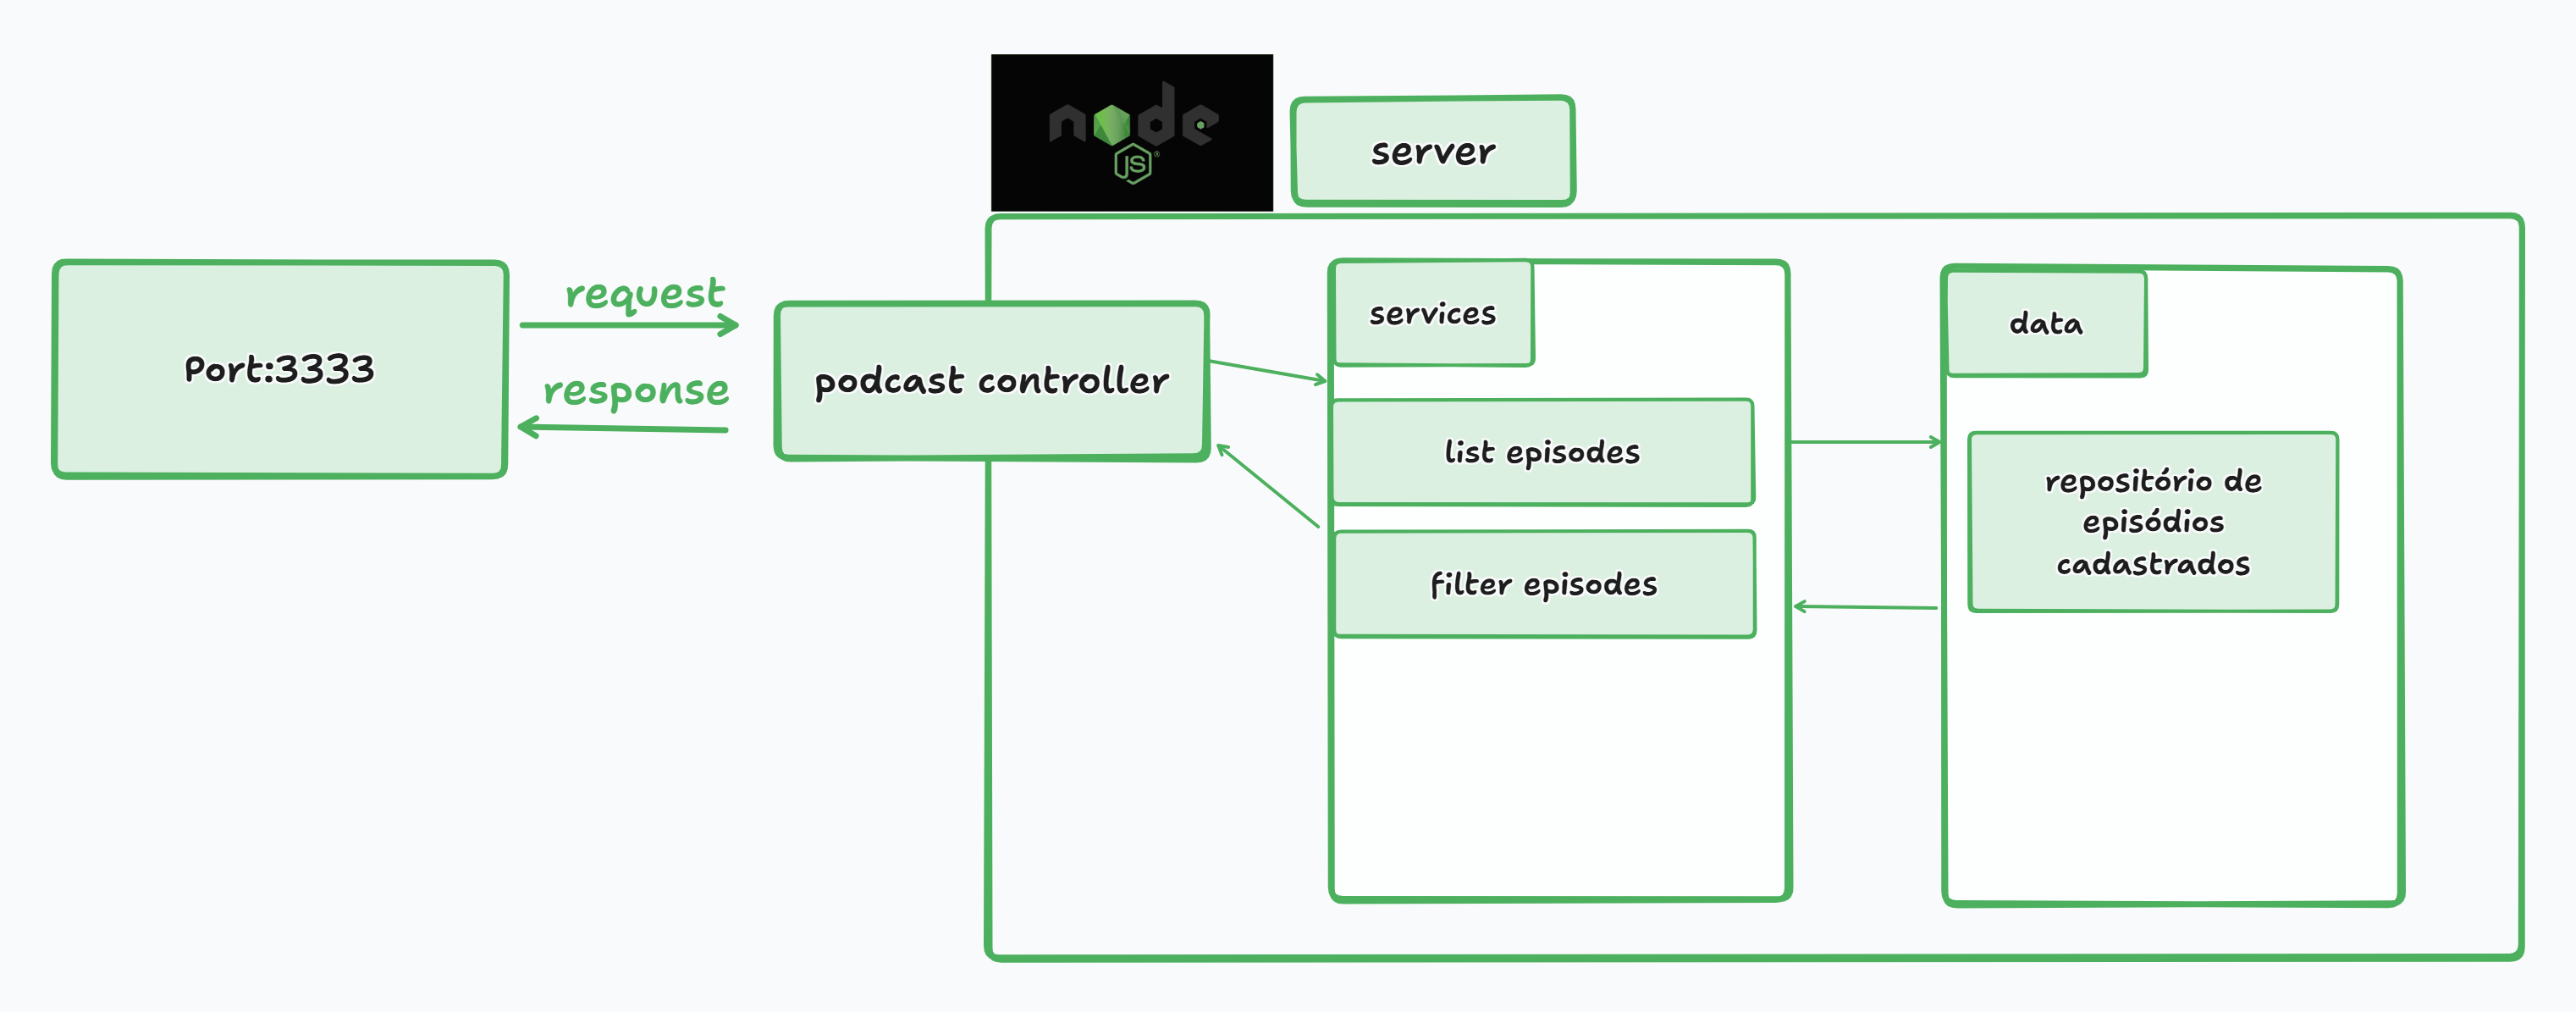 node
JS
server
Port:3333
request
response
podcast controller
services
list episodes
filter episodes
data
repositório de
episódios
cadastrados